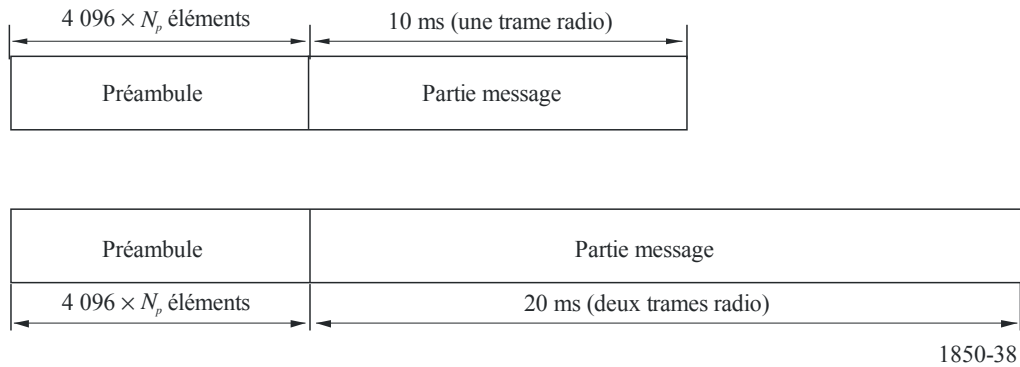 4 096 × Np éléments
10 ms (une trame radio)
Préambule
Partie message
Préambule
Partie message
4 096 × Np éléments
20 ms (deux trames radio)
1850-38